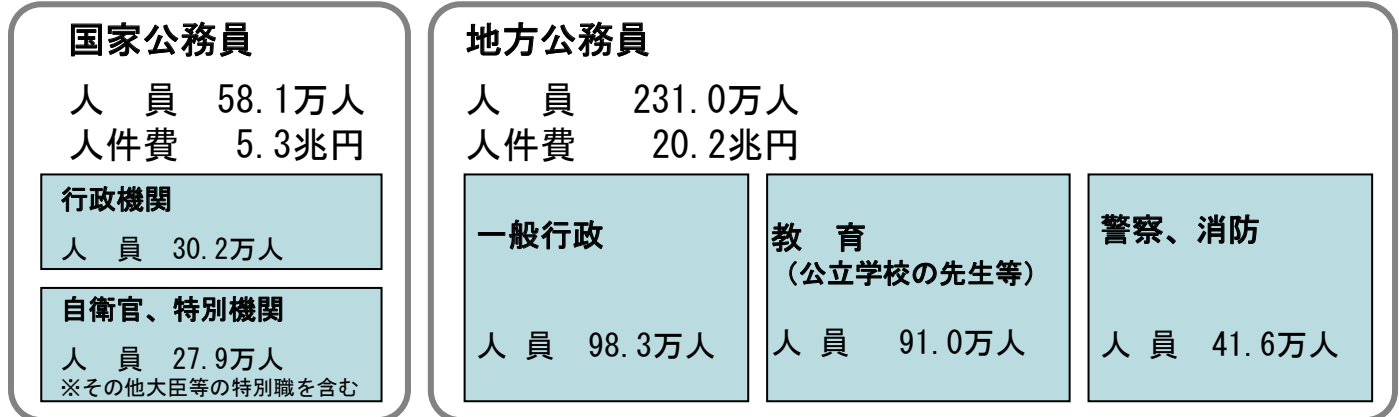 国家公務員
人　員　58.1万人
人件費　5.3兆円
行政機関
人　員　30.2万人
自衛官、特別機関
人　員　27.9万人
※その他大臣等の特別職を含む
地方公務員
人　員　231.0万人
人件費　20.2兆円
一般行政
人 員　98.3万人
教　育
（公立学校の先生等）
人 員　91.0万人
警察、消防
人 員　41.6万人